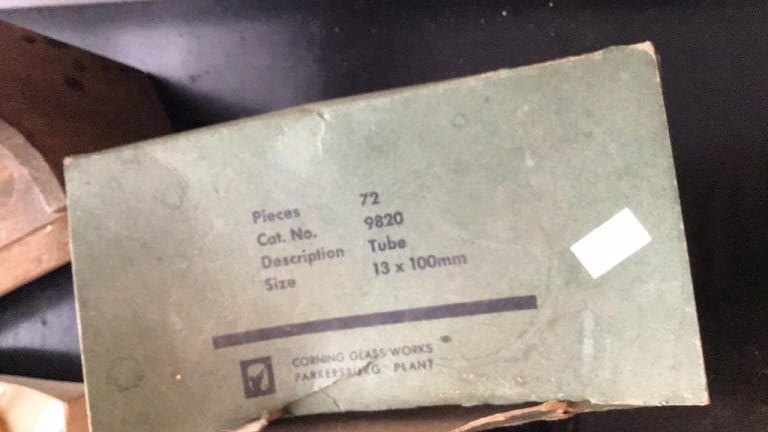 Pieces 72
Cat. No. 9820
Description Tube
Size 13 x 100mm
CORNING GLASS WORKS
PARKERSBURG PLANT